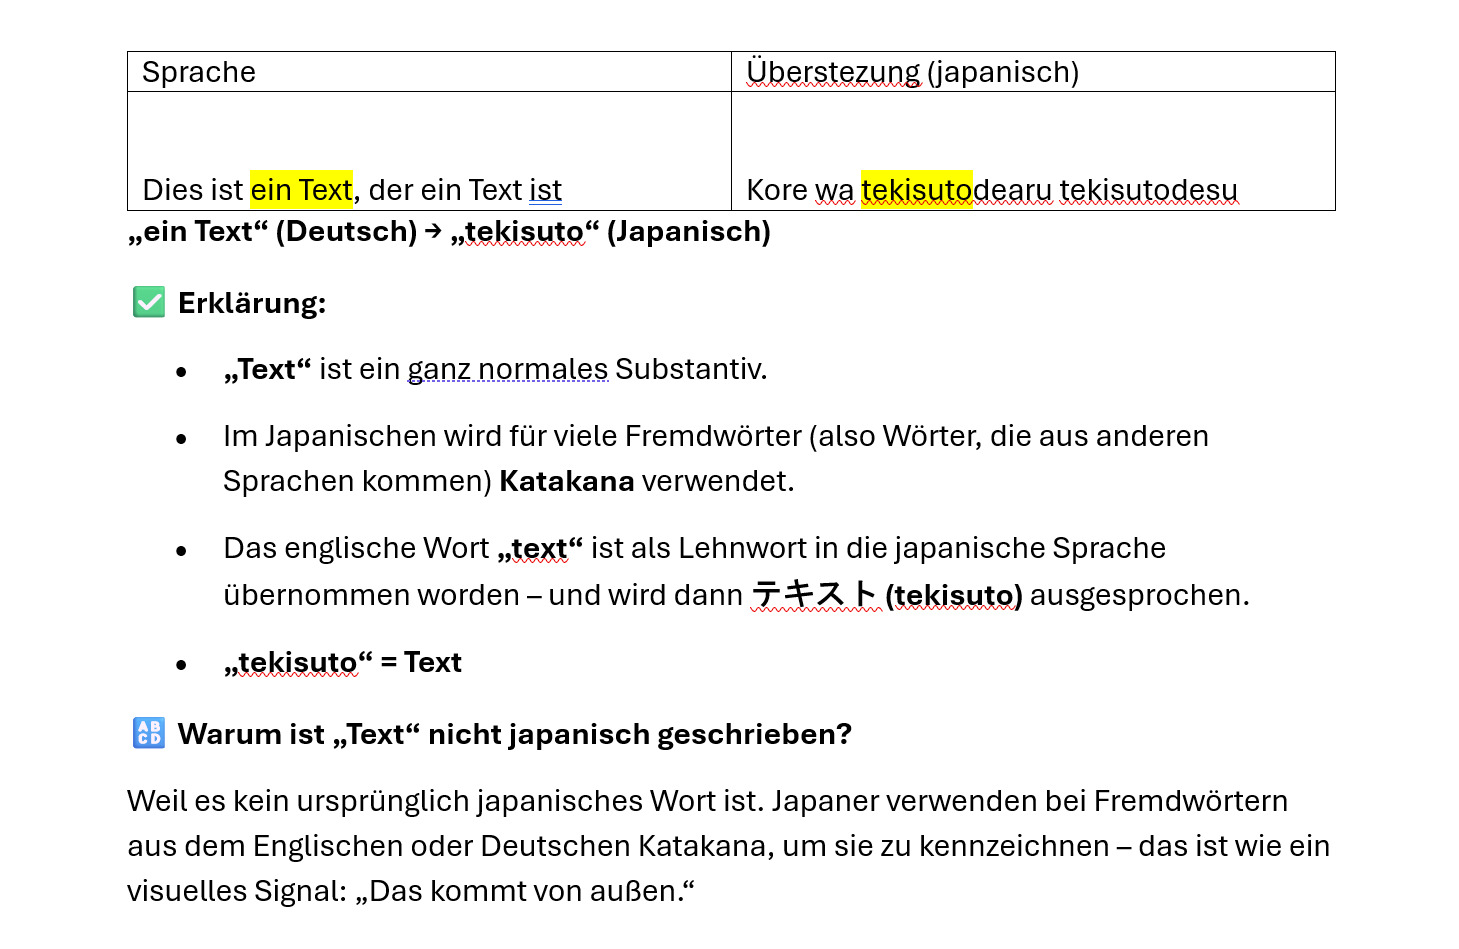 Sprache
Überstezung (japanisch)
Dies ist ein Text, der ein Text ist
Kore wa tekisutodearu tekisutodesu
„ein Text“ (Deutsch) → „tekisuto“ (Japanisch)
✅ Erklärung:
• „Text“ ist ein ganz normales Substantiv.
• Im Japanischen wird für viele Fremdwörter (also Wörter, die aus anderen
Sprachen kommen) Katakana verwendet.
• Das englische Wort „text“ ist als Lehnwort in die japanische Sprache
übernommen worden – und wird dann テキスト (tekisuto) ausgesprochen.
• „tekisuto“ = Text
🔠 Warum ist „Text“ nicht japanisch geschrieben?
Weil es kein ursprünglich japanisches Wort ist. Japaner verwenden bei Fremdwörtern
aus dem Englischen oder Deutschen Katakana, um sie zu kennzeichnen – das ist wie ein
visuelles Signal: „Das kommt von außen.“